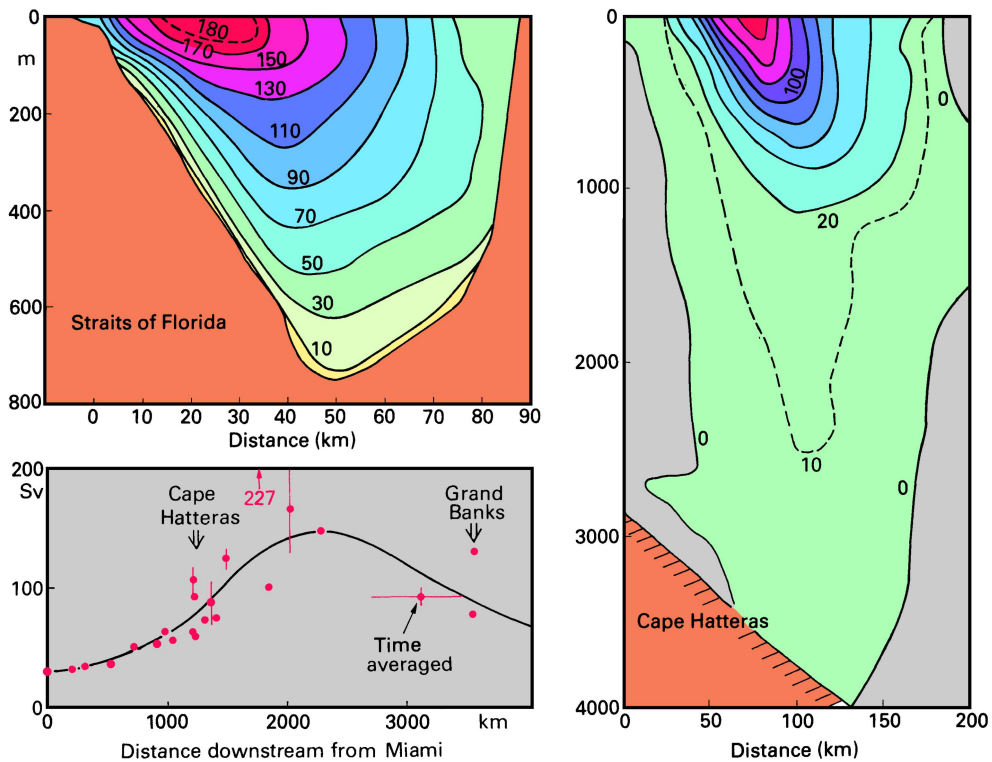 0
m
200
400
600
800
180
170
150
130
110
90
70
50
30
10
Straits of Florida
0 10 20 30 40 50 60 70 80 90
Distance (km)
200
Sv
100
0
227
Cape
Hatteras
Grand
Banks
Time
averaged
0 1000 2000 3000 km
Distance downstream from Miami
0
1000
2000
3000
4000
100
0
20
10
0
0
Cape Hatteras
0 50 100 150 200
Distance (km)